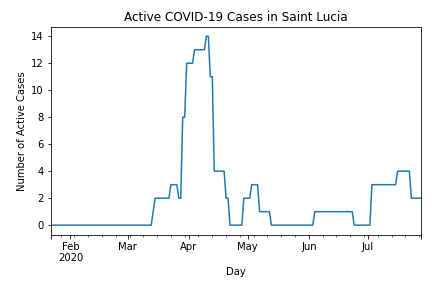 Active COVID-19 Cases in Saint Lucia
Number of Active Cases
14
12
10
8
6
4
2
0
Feb Mar Apr May Jun Jul
2020
Day